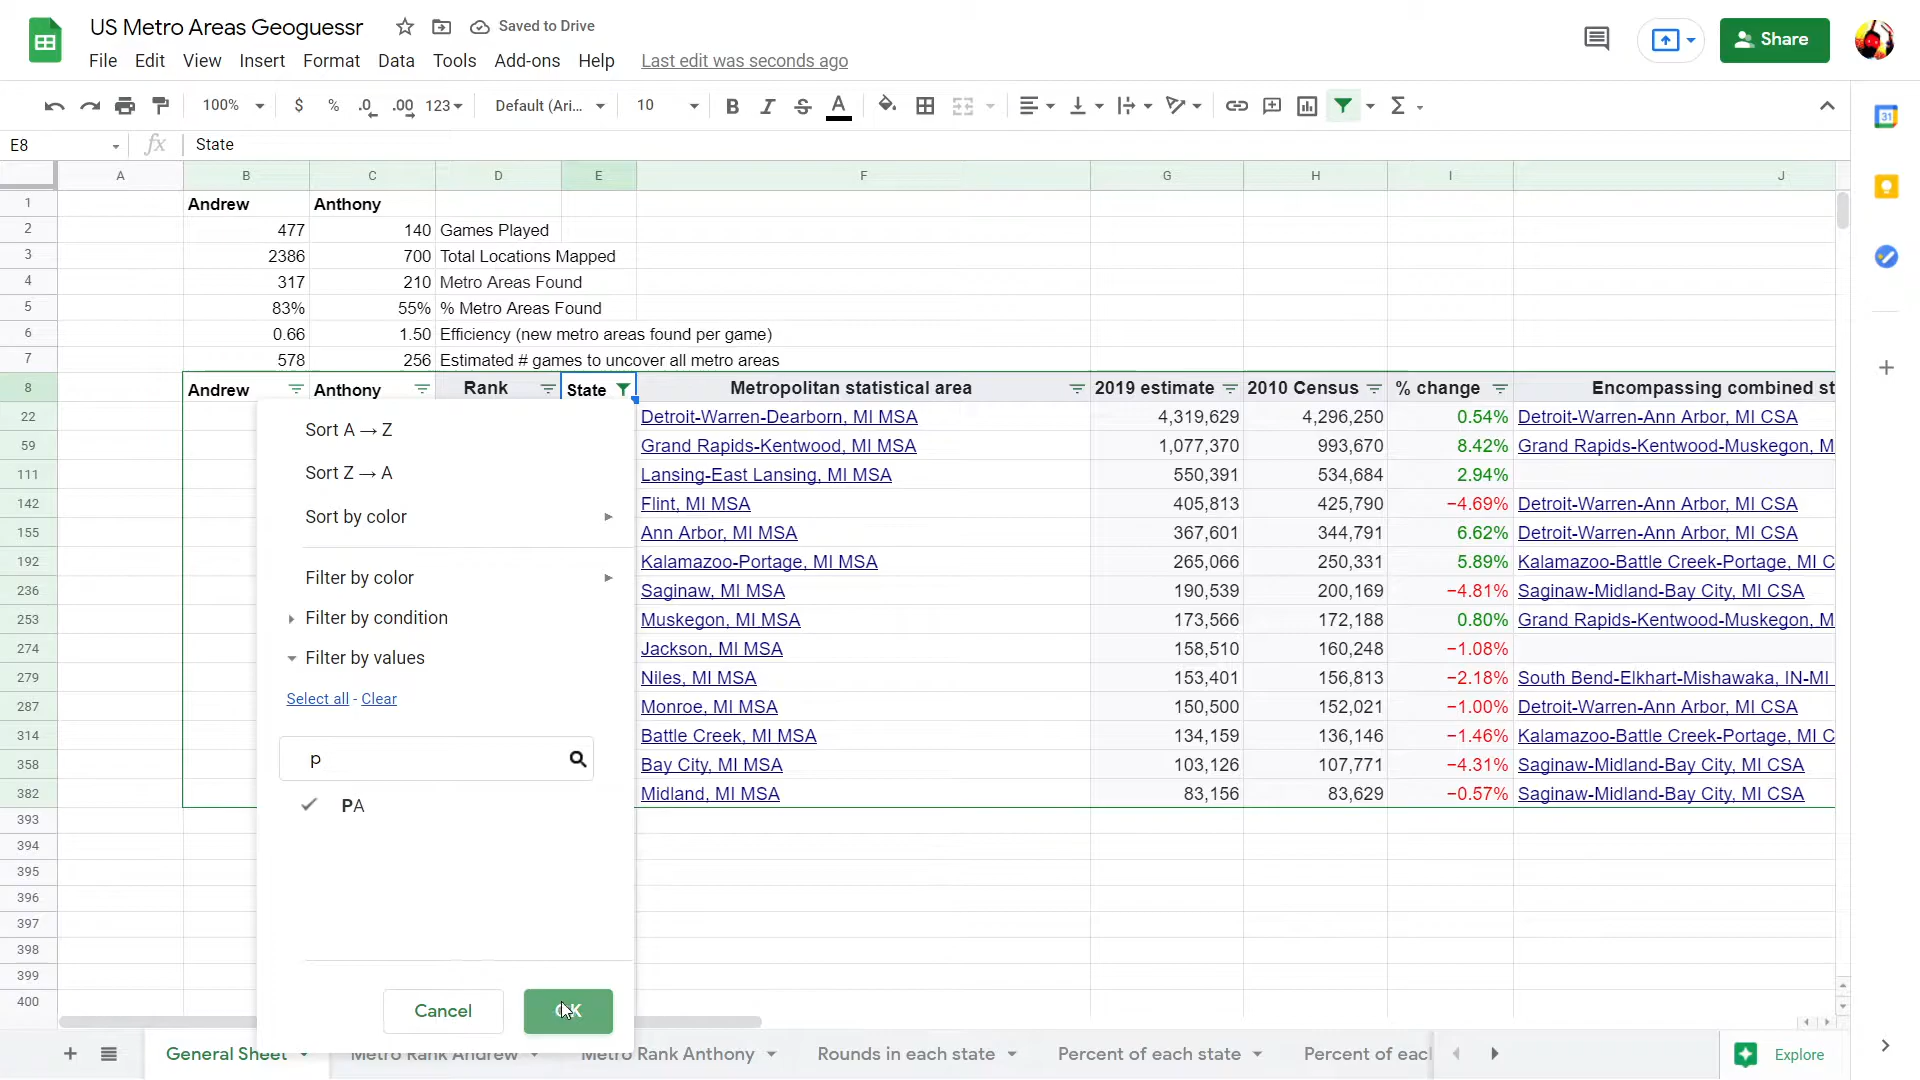 US Metro Areas Geoguessr Saved to Drive
File Edit View Insert Format Data Tools Add-ons Help Last edit was seconds ago
Share
100% $ % .0 .00 123 Default (Ari... 10 B I S A Σ
31
E8 fx State
A B C D E F G H I J
1 Andrew Anthony
2 477 140 Games Played
3 2386 700 Total Locations Mapped
4 317 210 Metro Areas Found
5 83% 55% % Metro Areas Found
6 0.66 1.50 Efficiency (new metro areas found per game)
7 578 256 Estimated # games to uncover all metro areas
8 Andrew Anthony Rank State Metropolitan statistical area 2019 estimate 2010 Census % change Encompassing combined st
22 Detroit-Warren-Dearborn, MI MSA 4,319,629 4,296,250 0.54% Detroit-Warren-Ann Arbor, MI CSA
59 Grand Rapids-Kentwood, MI MSA 1,077,370 993,670 8.42% Grand Rapids-Kentwood-Muskegon, M
111 Lansing-East Lansing, MI MSA 550,391 534,684 2.94%
142 Flint, MI MSA 405,813 425,790 −4.69% Detroit-Warren-Ann Arbor, MI CSA
155 Ann Arbor, MI MSA 367,601 344,791 6.62% Detroit-Warren-Ann Arbor, MI CSA
192 Kalamazoo-Portage, MI MSA 265,066 250,331 5.89% Kalamazoo-Battle Creek-Portage, MI C
236 Saginaw, MI MSA 190,539 200,169 −4.81% Saginaw-Midland-Bay City, MI CSA
253 Muskegon, MI MSA 173,566 172,188 0.80% Grand Rapids-Kentwood-Muskegon, M
274 Jackson, MI MSA 158,510 160,248 −1.08%
279 Niles, MI MSA 153,401 156,813 −2.18% South Bend-Elkhart-Mishawaka, IN-MI
287 Monroe, MI MSA 150,500 152,021 −1.00% Detroit-Warren-Ann Arbor, MI CSA
314 Battle Creek, MI MSA 134,159 136,146 −1.46% Kalamazoo-Battle Creek-Portage, MI C
358 Bay City, MI MSA 103,126 107,771 −4.31% Saginaw-Midland-Bay City, MI CSA
382 Midland, MI MSA 83,156 83,629 −0.57% Saginaw-Midland-Bay City, MI CSA
393
394
395
396
397
398
399
400
Sort A → Z
Sort Z → A
Sort by color
Filter by color
Filter by condition
Filter by values
Select all - Clear
p
PA
Cancel OK
General Sheet Metro Rank Andrew Metro Rank Anthony Rounds in each state Percent of each state Percent of eacl Explore